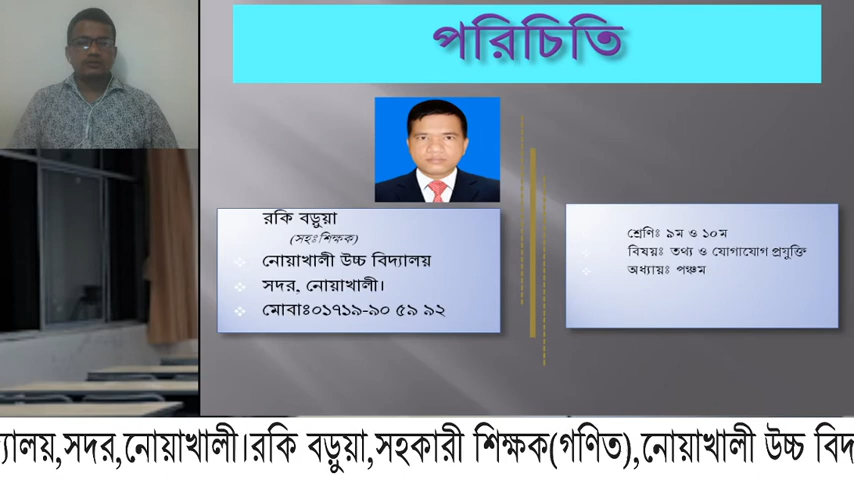 পরিচিতি
রকি বড়ুয়া
(সহঃশিক্ষক)
নোয়াখালী উচ্চ বিদ্যালয়
সদর, নোয়াখালী।
মোবাঃ০১৭১৯-৯০ ৫৯ ৯২
শ্রেণিঃ ৯ম ও ১০ম
বিষয়ঃ তথ্য ও যোগাযোগ প্রযুক্তি
অধ্যায়ঃ পঞ্চম
্যালয়,সদর,নোয়াখালী।রকি বড়ুয়া,সহকারী শিক্ষক(গণিত),নোয়াখালী উচ্চ বিদ